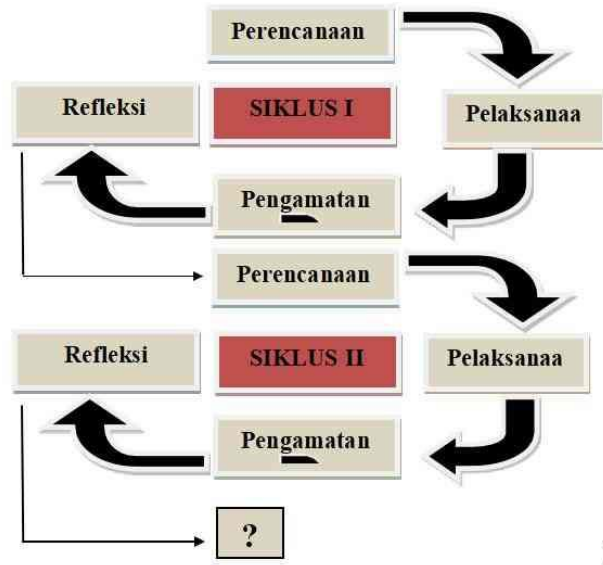 Perencanaan
Refleksi
SIKLUS I
Pelaksanaa
Pengamatan
Perencanaan
Refleksi
SIKLUS II
Pelaksanaa
Pengamatan
?